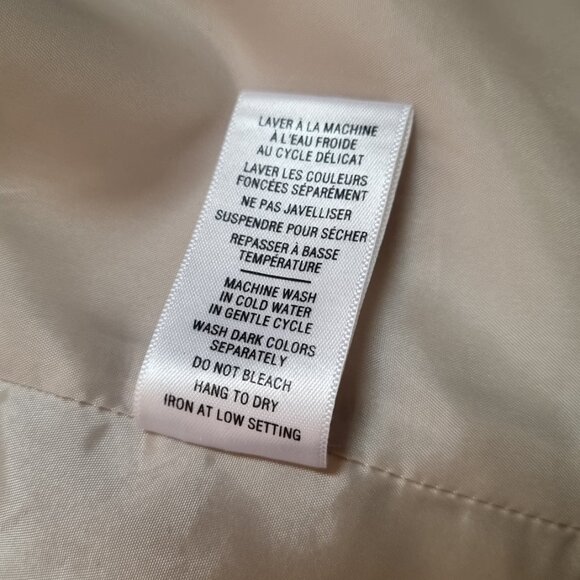 LAVER À LA MACHINE
À L'EAU FROIDE
AU CYCLE DÉLICAT
LAVER LES COULEURS
FONCÉES SÉPARÉMENT
NE PAS JAVELLISER
SUSPENDRE POUR SÉCHER
REPASSER À BASSE
TEMPÉRATURE
MACHINE WASH
IN COLD WATER
IN GENTLE CYCLE
WASH DARK COLORS
SEPARATELY
DO NOT BLEACH
HANG TO DRY
IRON AT LOW SETTING